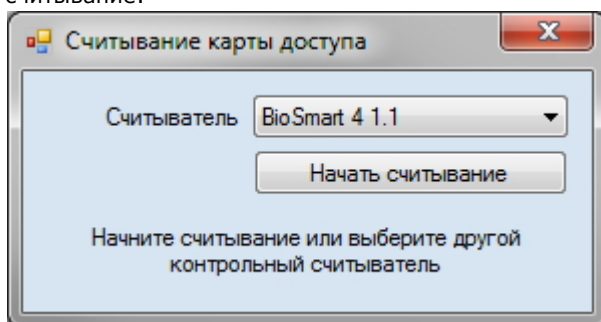 считывание.
Считывание карты доступа
Считыватель BioSmart 4 1.1
Начать считывание
Начните считывание или выберите другой
контрольный считыватель